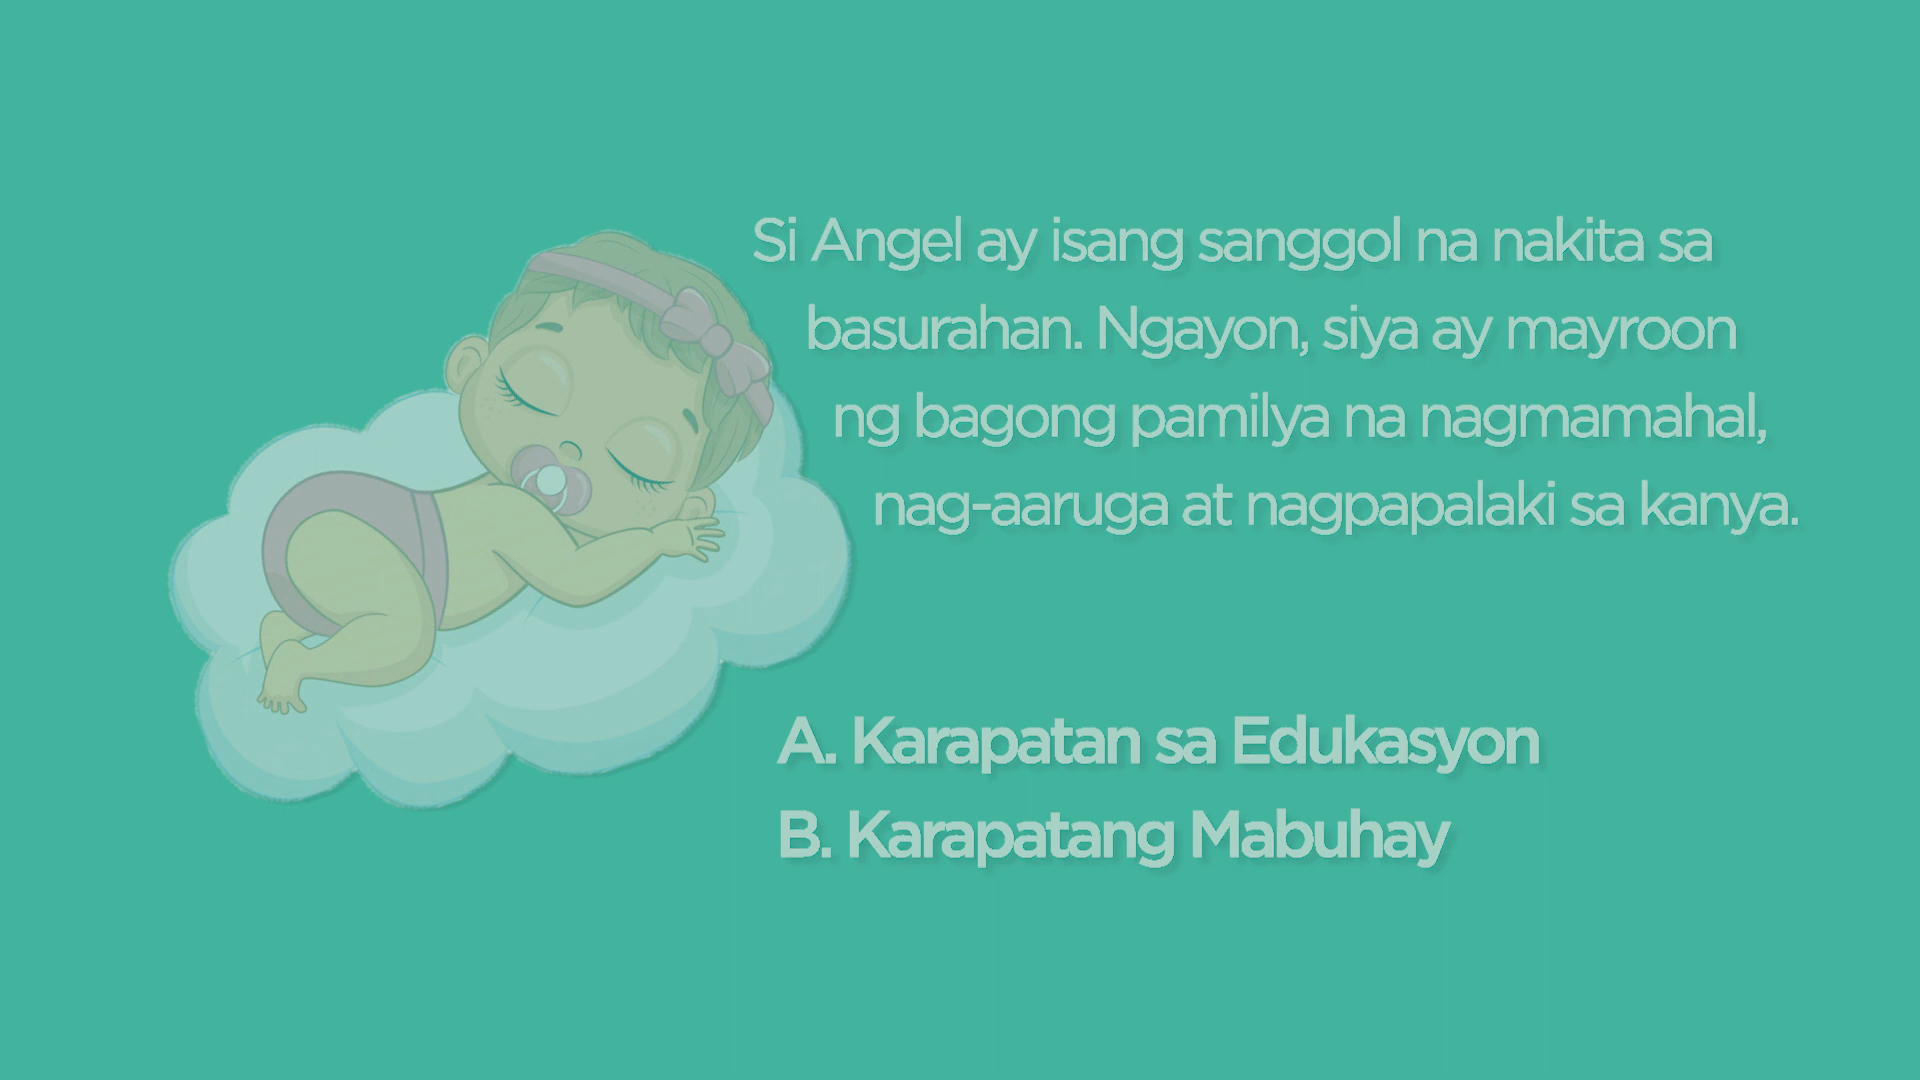 Si Angel ay isang sanggol na nakita sa
basurahan. Ngayon, siya ay mayroon
ng bagong pamilya na nagmamahal,
nag-aaruga at nagpapalaki sa kanya.
A. Karapatan sa Edukasyon
B. Karapatang Mabuhay